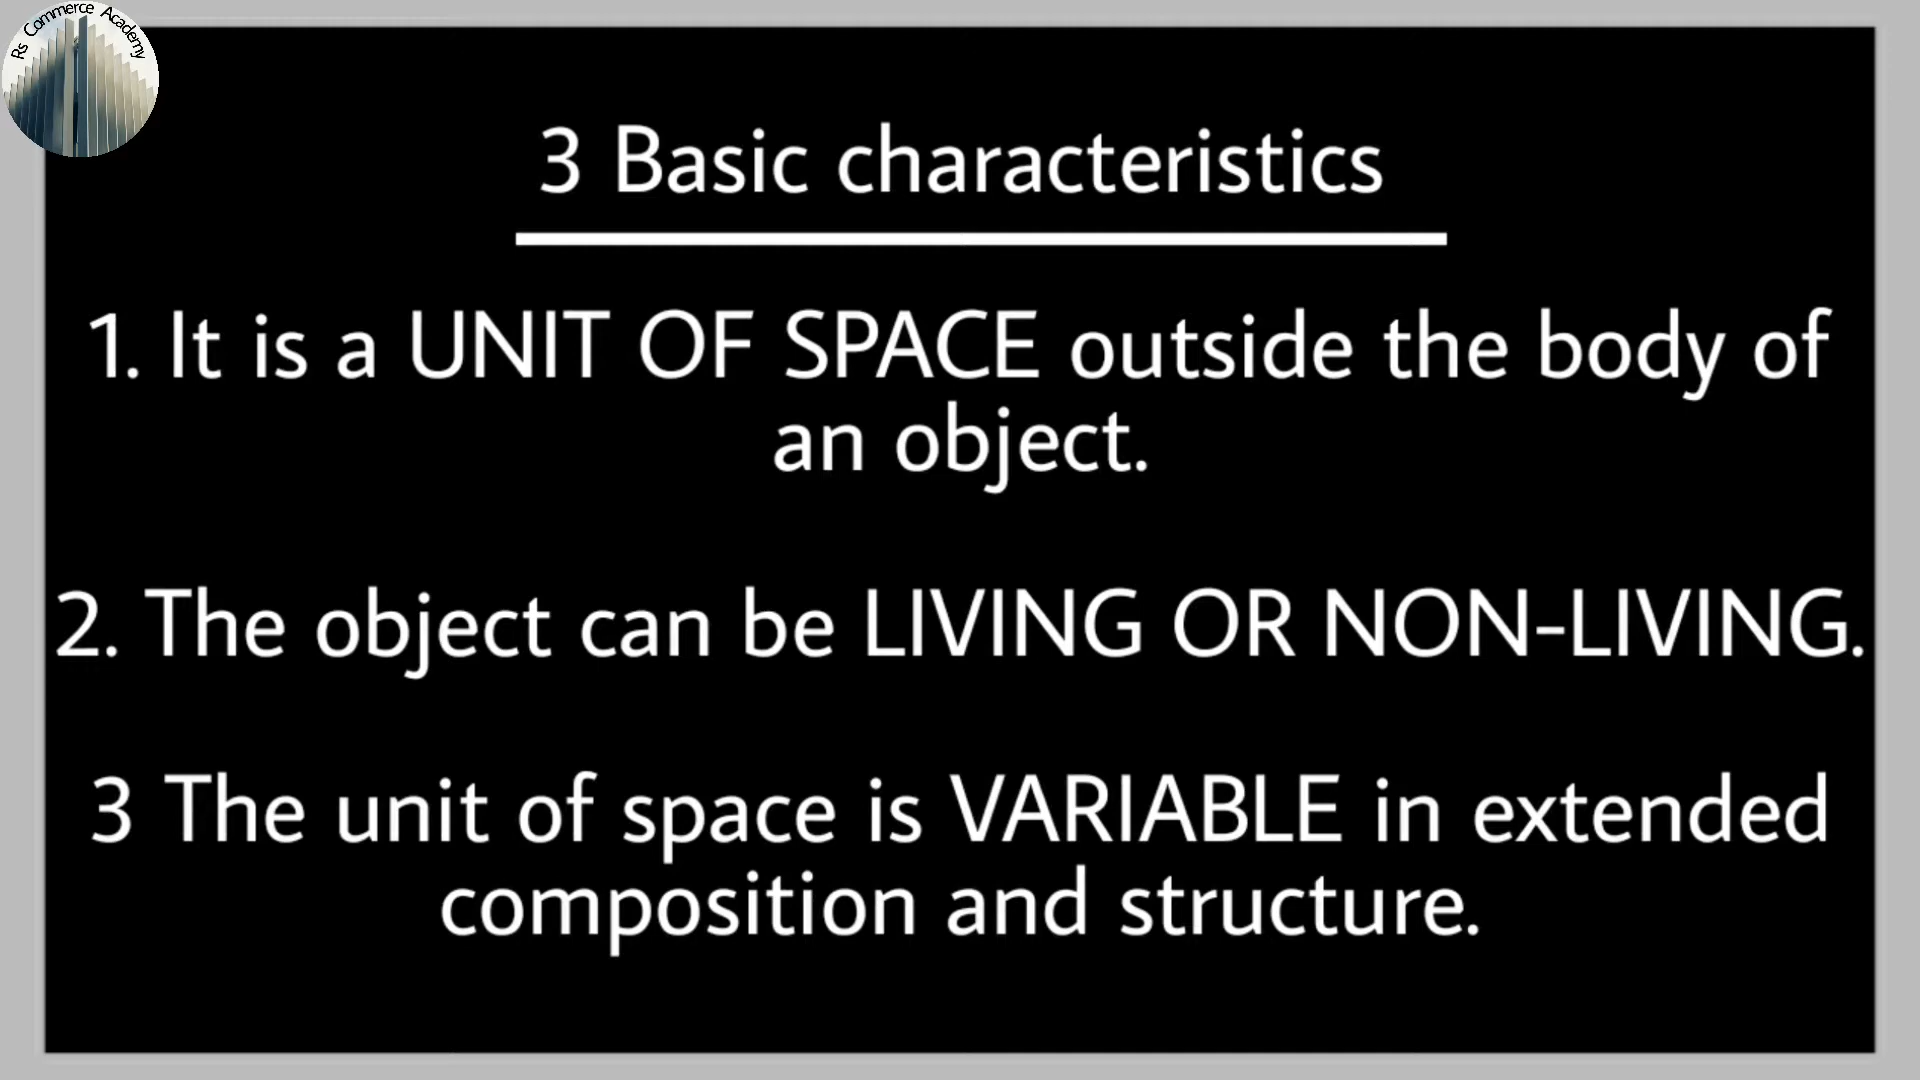 Rs Commerce Academy
3 Basic characteristics
1. It is a UNIT OF SPACE outside the body of
an object.
2. The object can be LIVING OR NON-LIVING.
3 The unit of space is VARIABLE in extended
composition and structure.